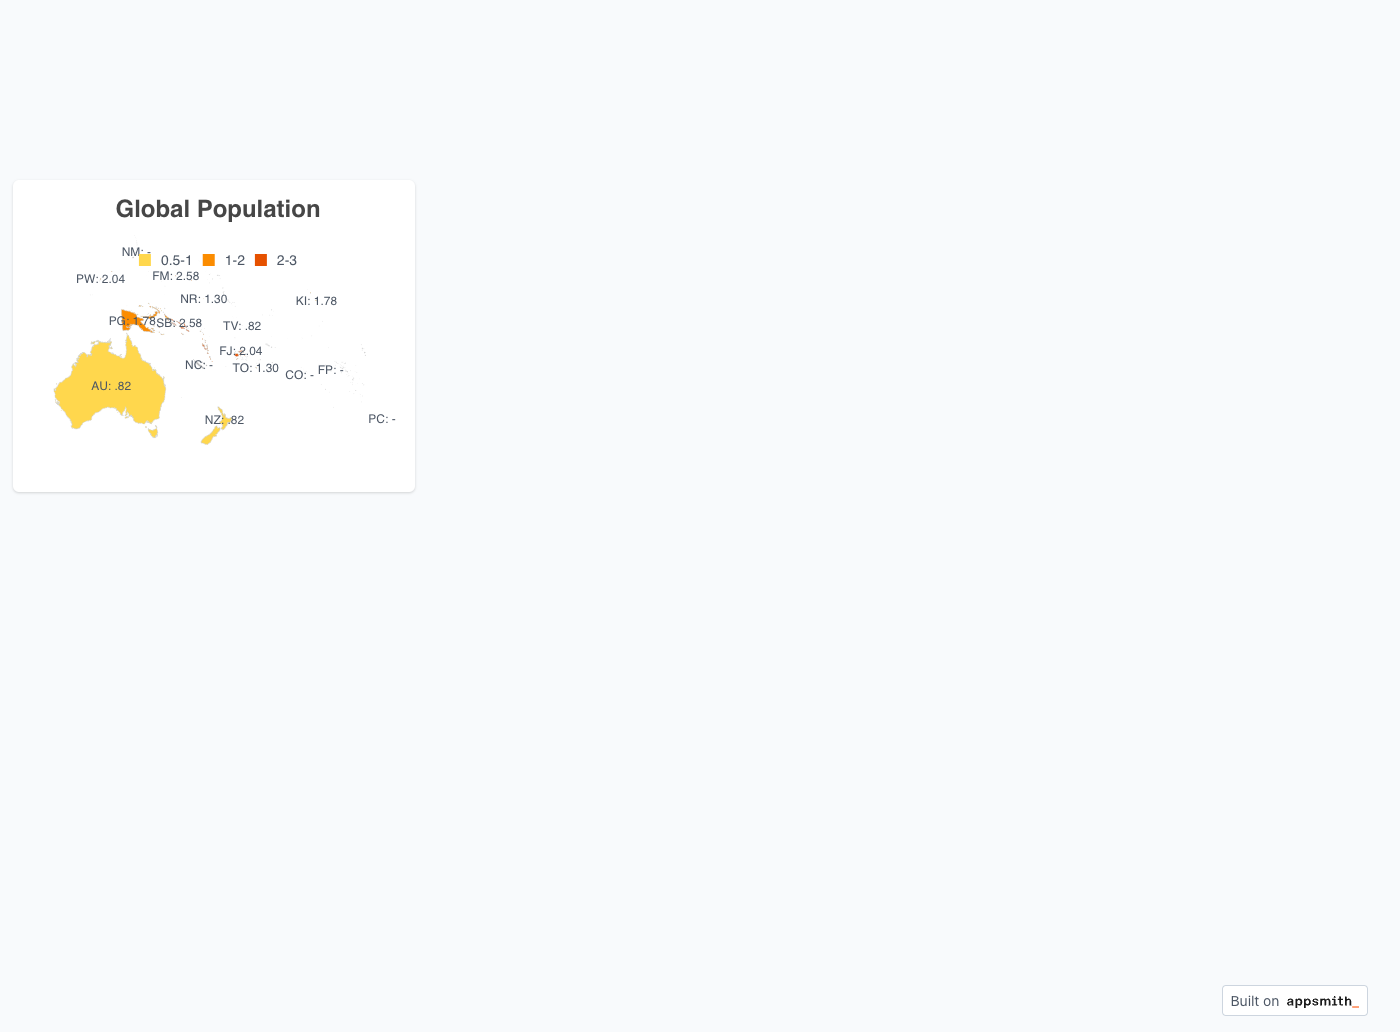 Global Population
NM: -
0.5-1 1-2 2-3
PW: 2.04
FM: 2.58
NR: 1.30
KI: 1.78
PG: 1.78
SB: 2.58
TV: .82
FJ: 2.04
NC: -
TO: 1.30
CO: -
FP: -
AU: .82
NZ: .82
PC: -
Built on appsmith_